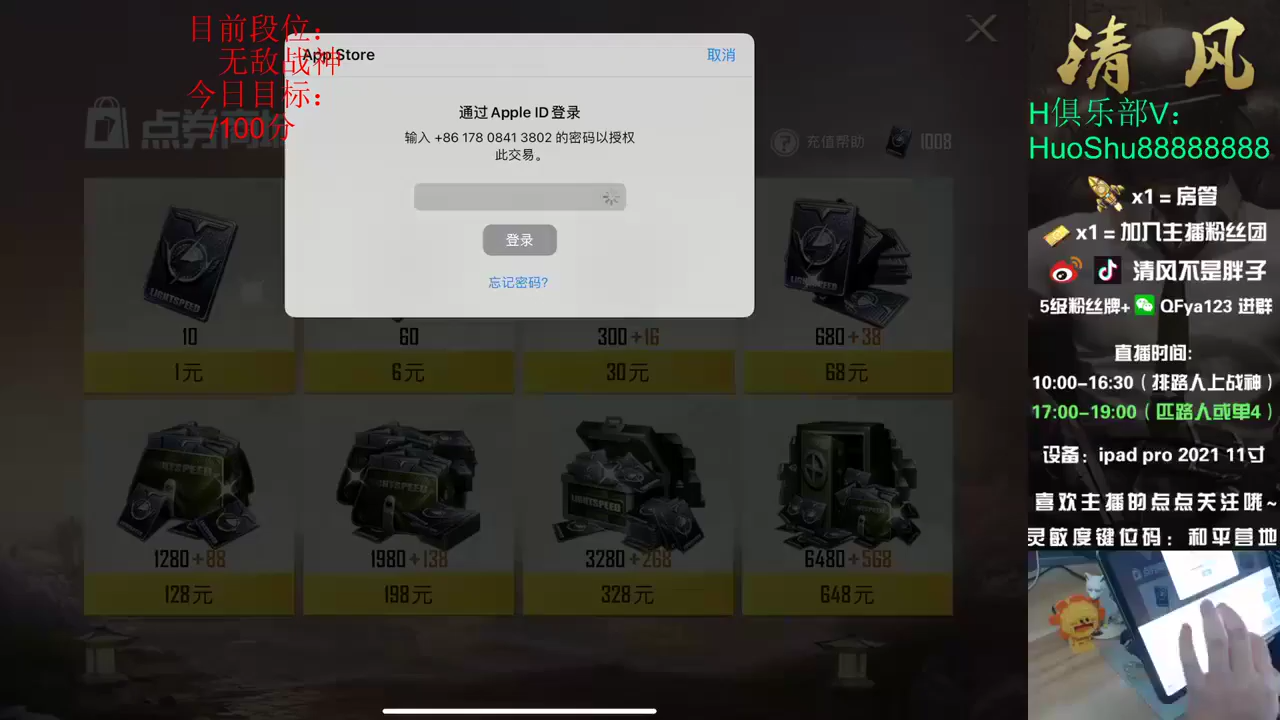 目前段位：
无敌战神
今日目标：
/100分
App Store
取消
通过 Apple ID 登录
输入 +86 178 0841 3802 的密码以授权
此交易。
登录
忘记密码?
点券商城
充值帮助
1008
LIGHTSPEED
10
1元
60
6元
300+16
30元
LIGHTSPEED
680+38
68元
1280+88
128元
1980+138
198元
LIGHTSPEED
3280+268
328元
6480+568
648元
清 风
H俱乐部V：
HuoShu88888888
x1 = 房管
x1 = 加入主播粉丝团
清风不是胖子
5级粉丝牌+ QFya123 进群
直播时间:
10:00-16:30（排路人上战神）
17:00-19:00（匹路人或单4）
设备：ipad pro 2021 11寸
喜欢主播的点点关注哦~
灵敏度键位码：和平营地